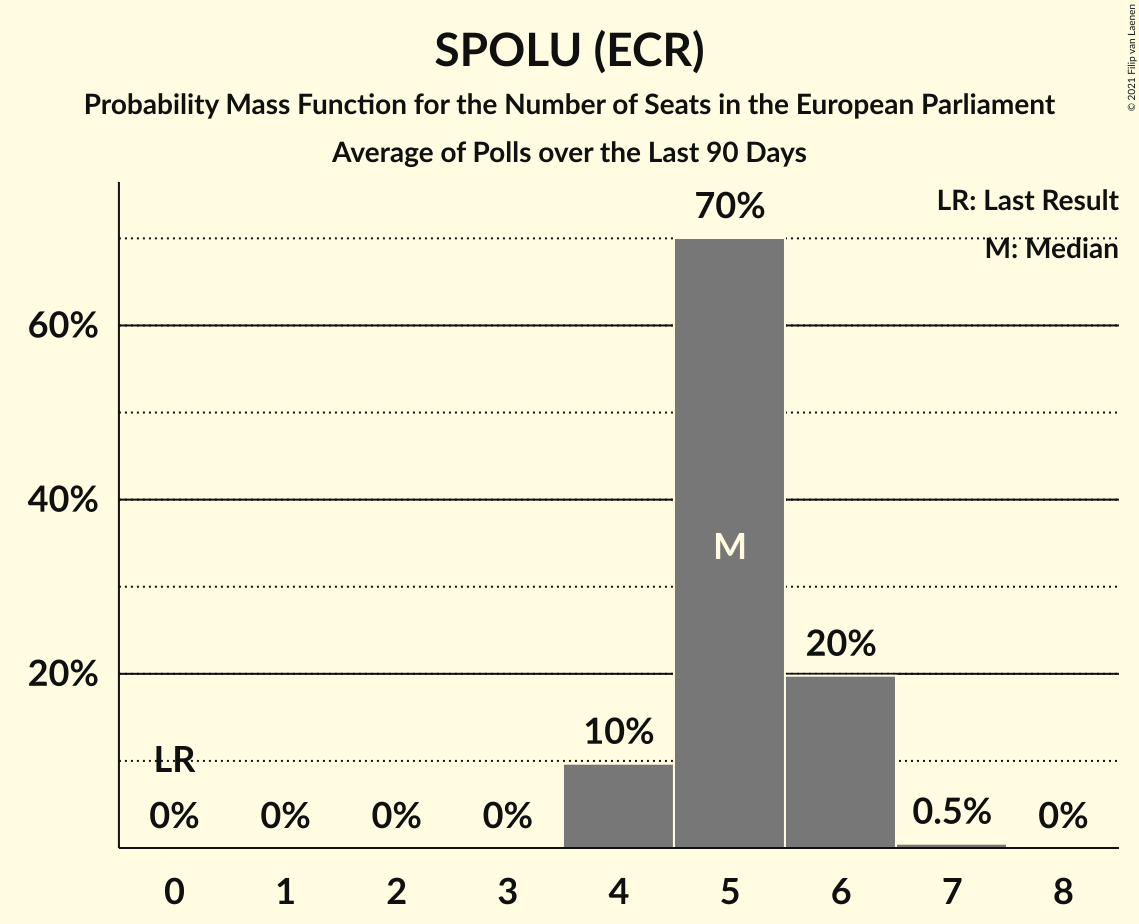 SPOLU (ECR)
Probability Mass Function for the Number of Seats in the European Parliament
Average of Polls over the Last 90 Days
© 2021 Filip van Laenen
LR: Last Result
M: Median
70%
60%
40%
M
20%
20%
10%
LR
0% 0% 0% 0% 0.5% 0%
0 1 2 3 4 5 6 7 8